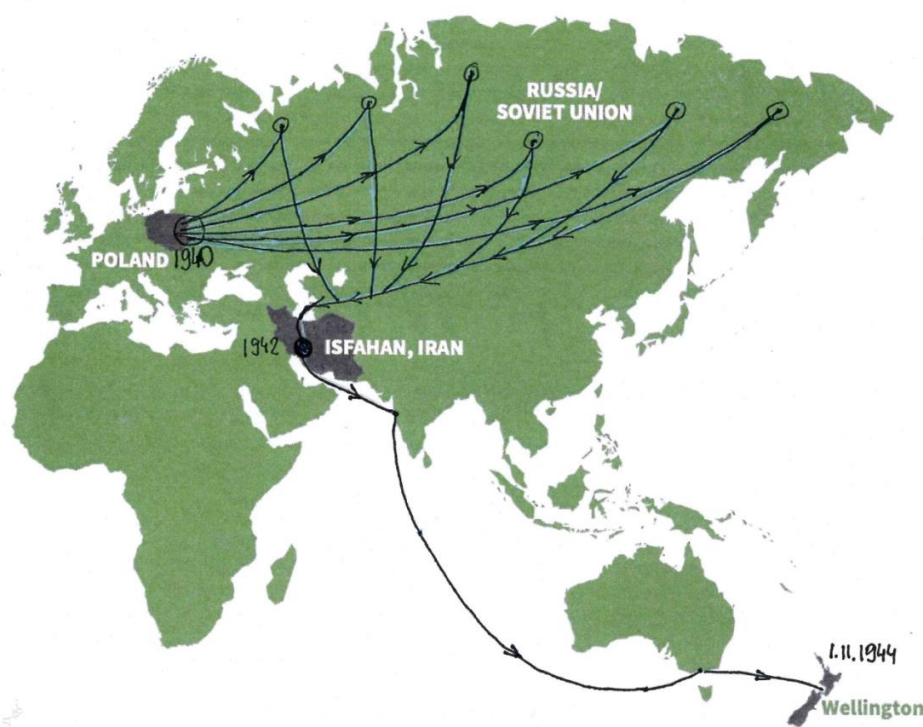 RUSSIA/
SOVIET UNION
POLAND 1940
1942 ISFAHAN, IRAN
1.11.1944
Wellington